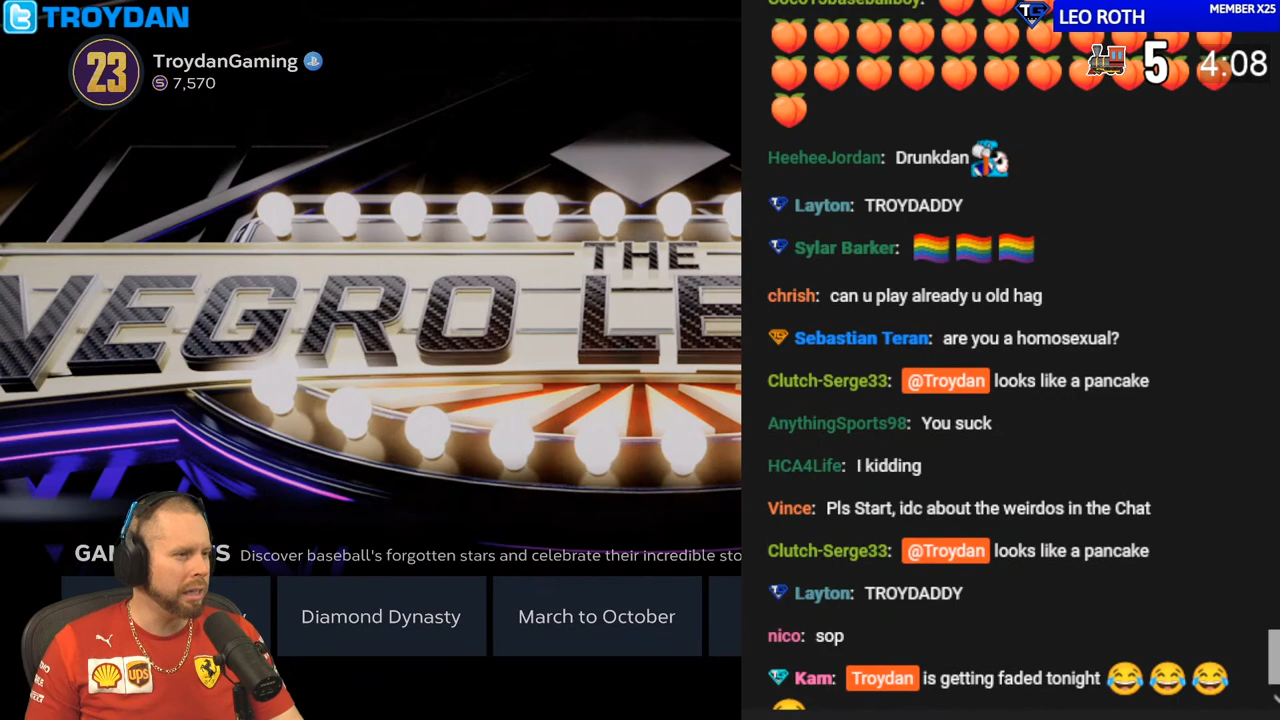 TROYDAN
23
TroydanGaming
7,570
THE
NEGRO LE
GAM
S
Discover baseball's forgotten stars and celebrate their incredible sto
Diamond Dynasty
March to October
LEO ROTH
MEMBER X25
5
4:08
HeeheeJordan: Drunkdan
Layton: TROYDADDY
Sylar Barker:
chrish: can u play already u old hag
Sebastian Teran: are you a homosexual?
Clutch-Serge33: @Troydan looks like a pancake
AnythingSports98: You suck
HCA4Life: I kidding
Vince: Pls Start, idc about the weirdos in the Chat
Clutch-Serge33: @Troydan looks like a pancake
Layton: TROYDADDY
nico: sop
Kam: Troydan is getting faded tonight
ups